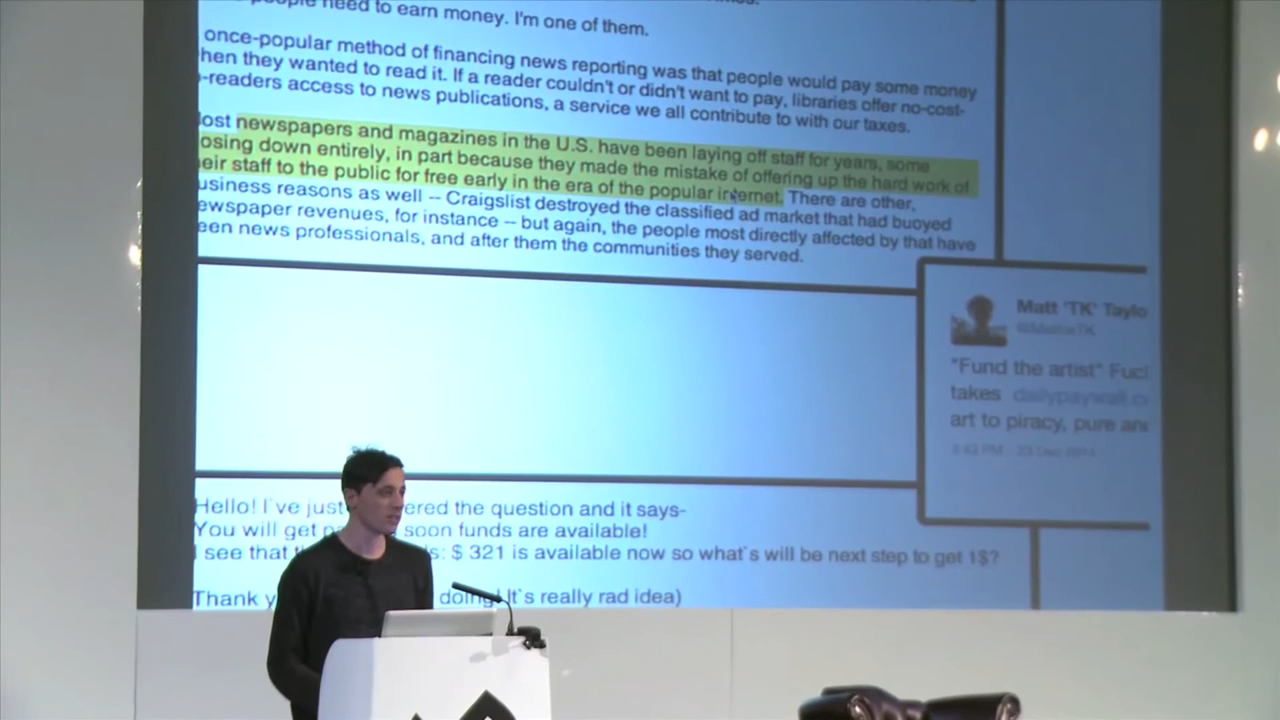 people need to earn money. I'm one of them.
once-popular method of financing news reporting was that people would pay some money
hen they wanted to read it. If a reader couldn't or didn't want to pay, libraries offer no-cost-
-readers access to news publications, a service we all contribute to with our taxes.
lost newspapers and magazines in the U.S. have been laying off staff for years, some
osing down entirely, in part because they made the mistake of offering up the hard work of
eir staff to the public for free early in the era of the popular internet. There are other,
usiness reasons as well -- Craigslist destroyed the classified ad market that had buoyed
ewspaper revenues, for instance -- but again, the people most directly affected by that have
een news professionals, and after them the communities they served.
Matt 'TK' Taylo
"Fund the artist" Fuc
takes dailypaywall.c
art to piracy, pure an
3:43 PM 23 Dec 2014
Hello! I've just ered the question and it says-
You will get soon funds are available!
I see that s: $ 321 is available now so what`s will be next step to get 1$?
Thank y doing! It`s really rad idea)